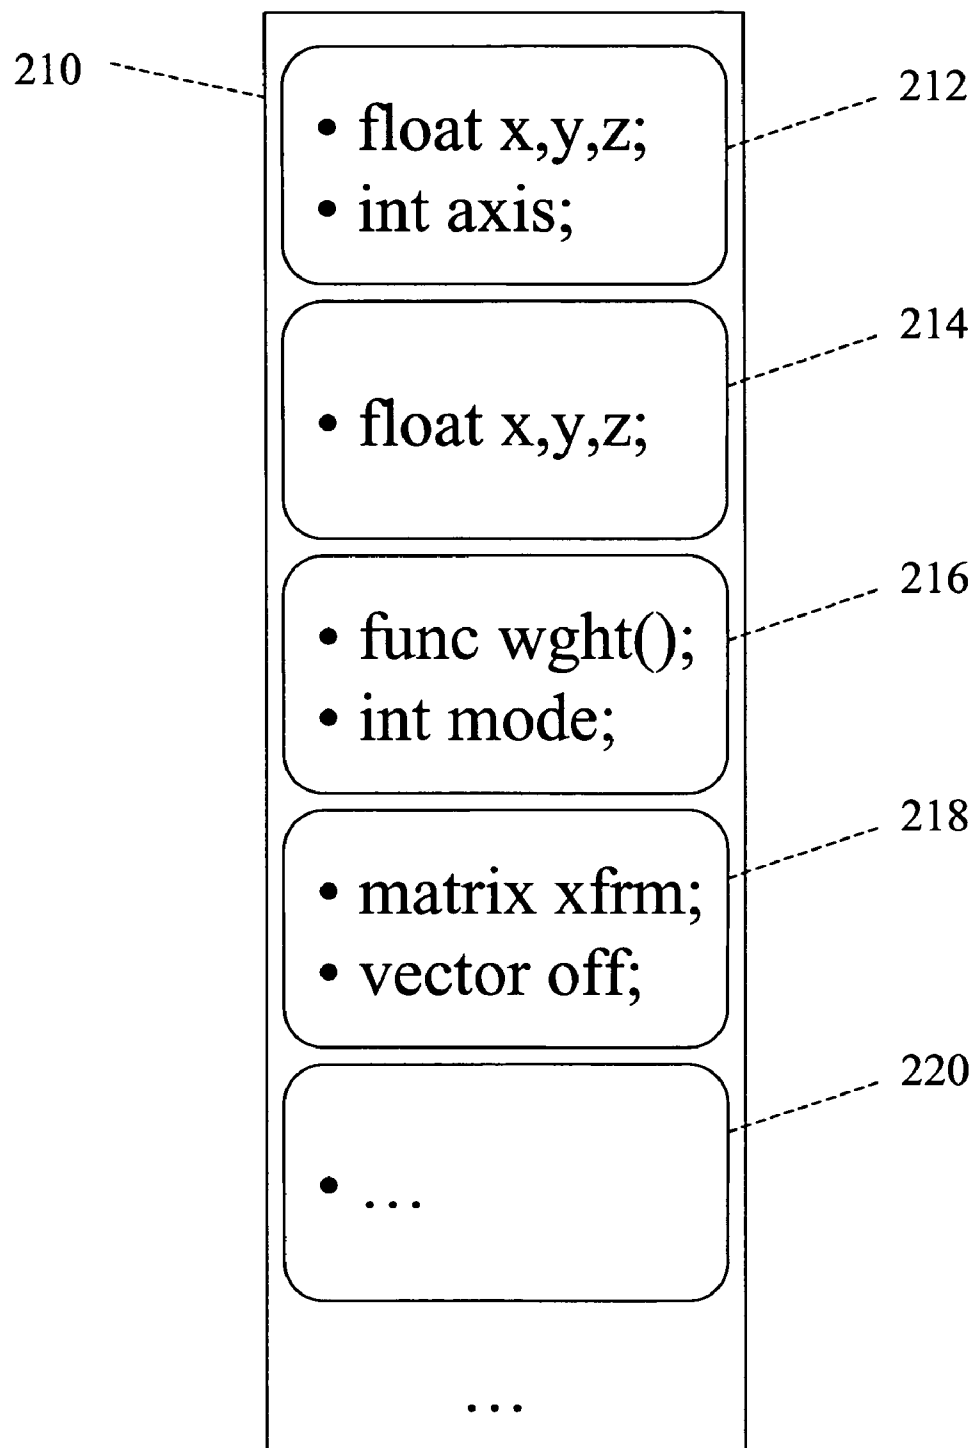 210
212
• float x,y,z;
• int axis;
214
• float x,y,z;
216
• func wght();
• int mode;
218
• matrix xfrm;
• vector off;
220
• ...
...